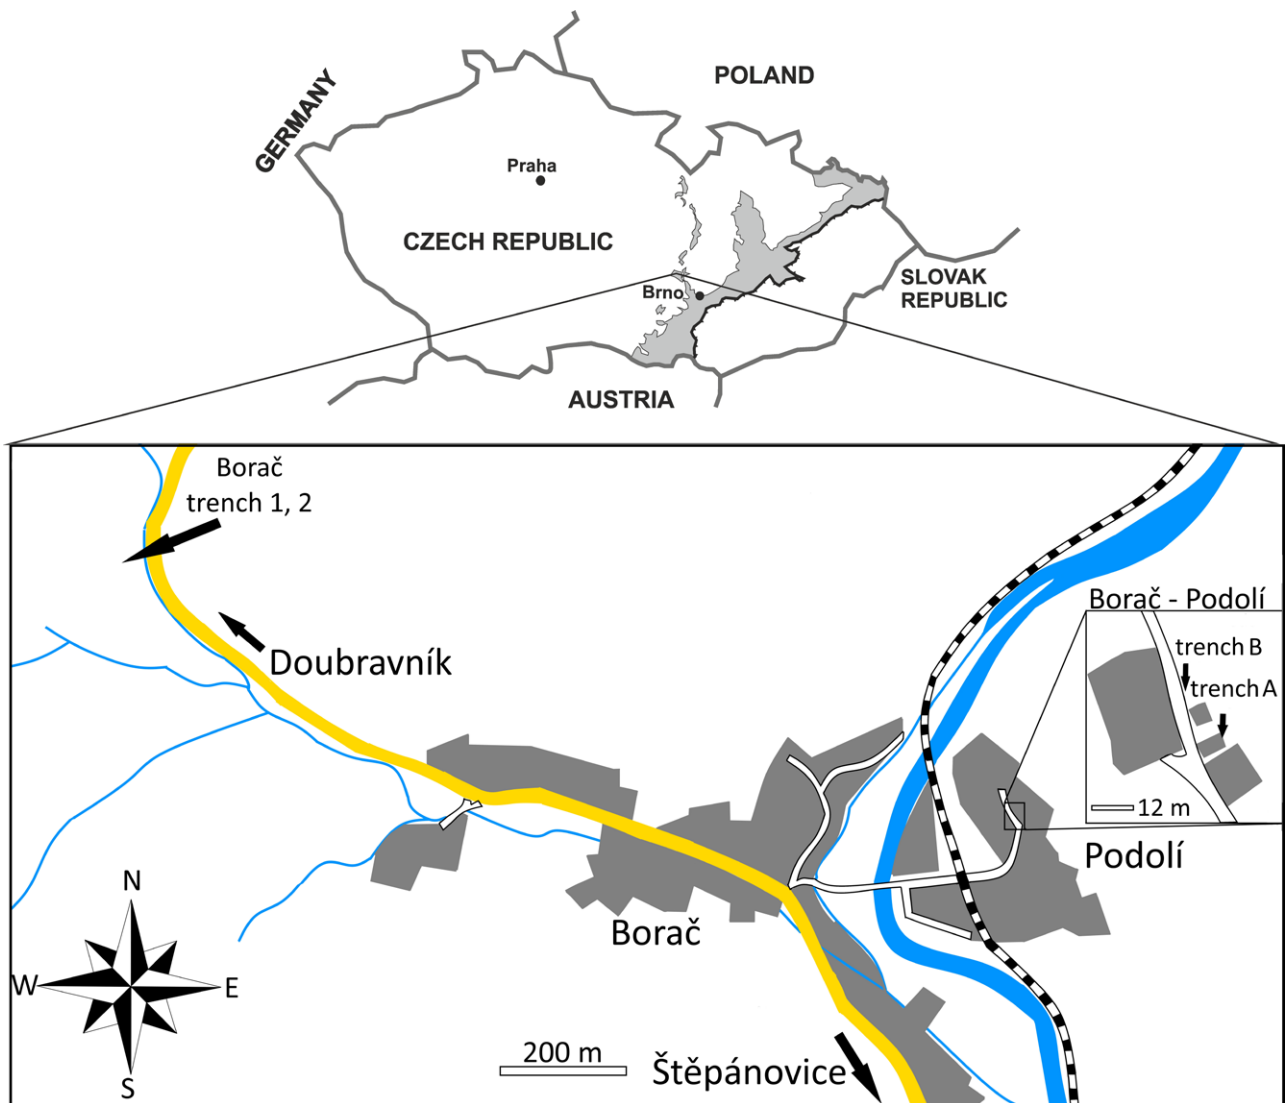 POLAND
GERMANY
Praha
CZECH REPUBLIC
SLOVAK
REPUBLIC
Brno
AUSTRIA
Borač
trench 1, 2
Doubravník
Borač - Podolí
trench B
trench A
12 m
Podolí
Borač
N
W
E
S
200 m
Štěpánovice